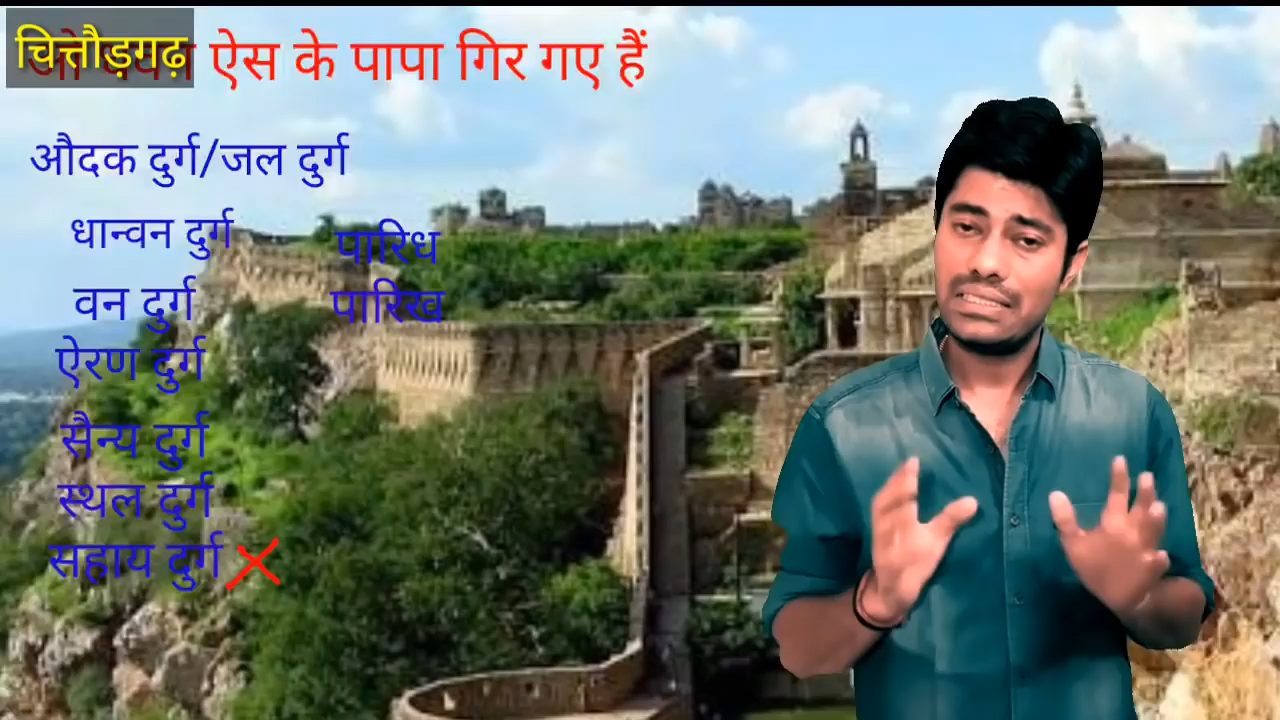 चित्तौड़गढ़
ऐस के पापा गिर गए हैं
औदक दुर्ग/जल दुर्ग
धान्वन दुर्ग
पारिध
वन दुर्ग
पारिख
ऐरण दुर्ग
सैन्य दुर्ग
स्थल दुर्ग
सहाय दुर्ग